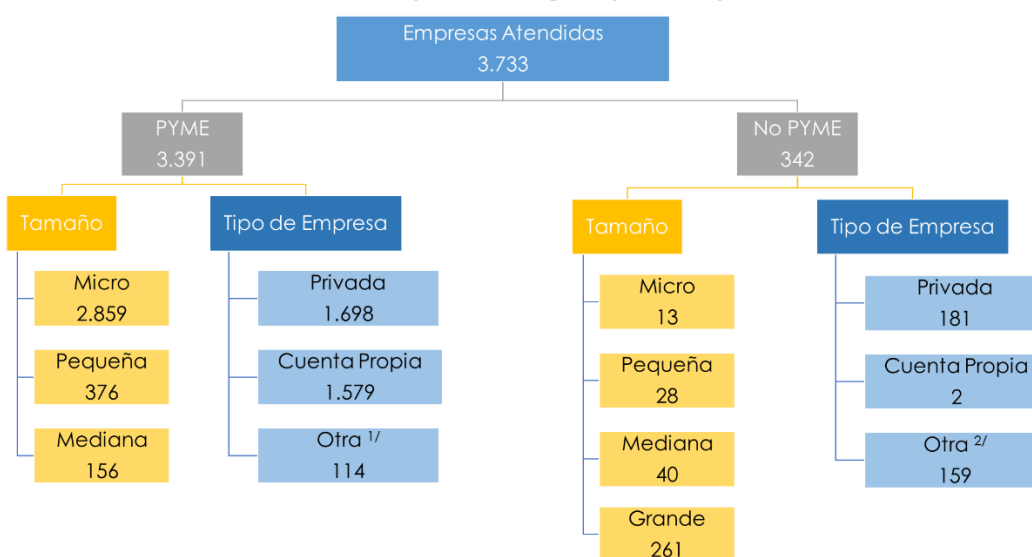 Empresas Atendidas
3.733
PYME
3.391
No PYME
342
Tamaño
Tipo de Empresa
Tamaño
Tipo de Empresa
Micro
2.859
Privada
1.698
Micro
13
Privada
181
Pequeña
376
Cuenta Propia
1.579
Pequeña
28
Cuenta Propia
2
Mediana
156
Otra 1/
114
Mediana
40
Otra 2/
159
Grande
261